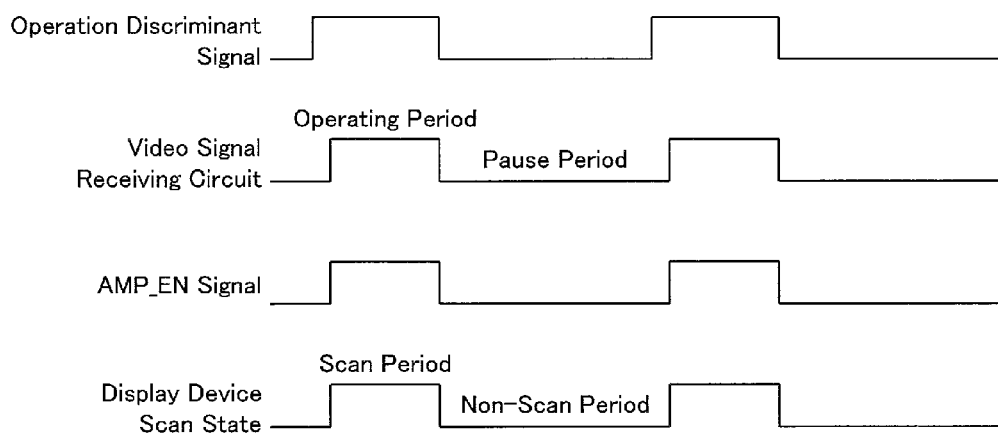 Operation Discriminant
Signal
Operating Period
Video Signal
Receiving Circuit
Pause Period
AMP_EN Signal
Scan Period
Display Device
Scan State
Non-Scan Period